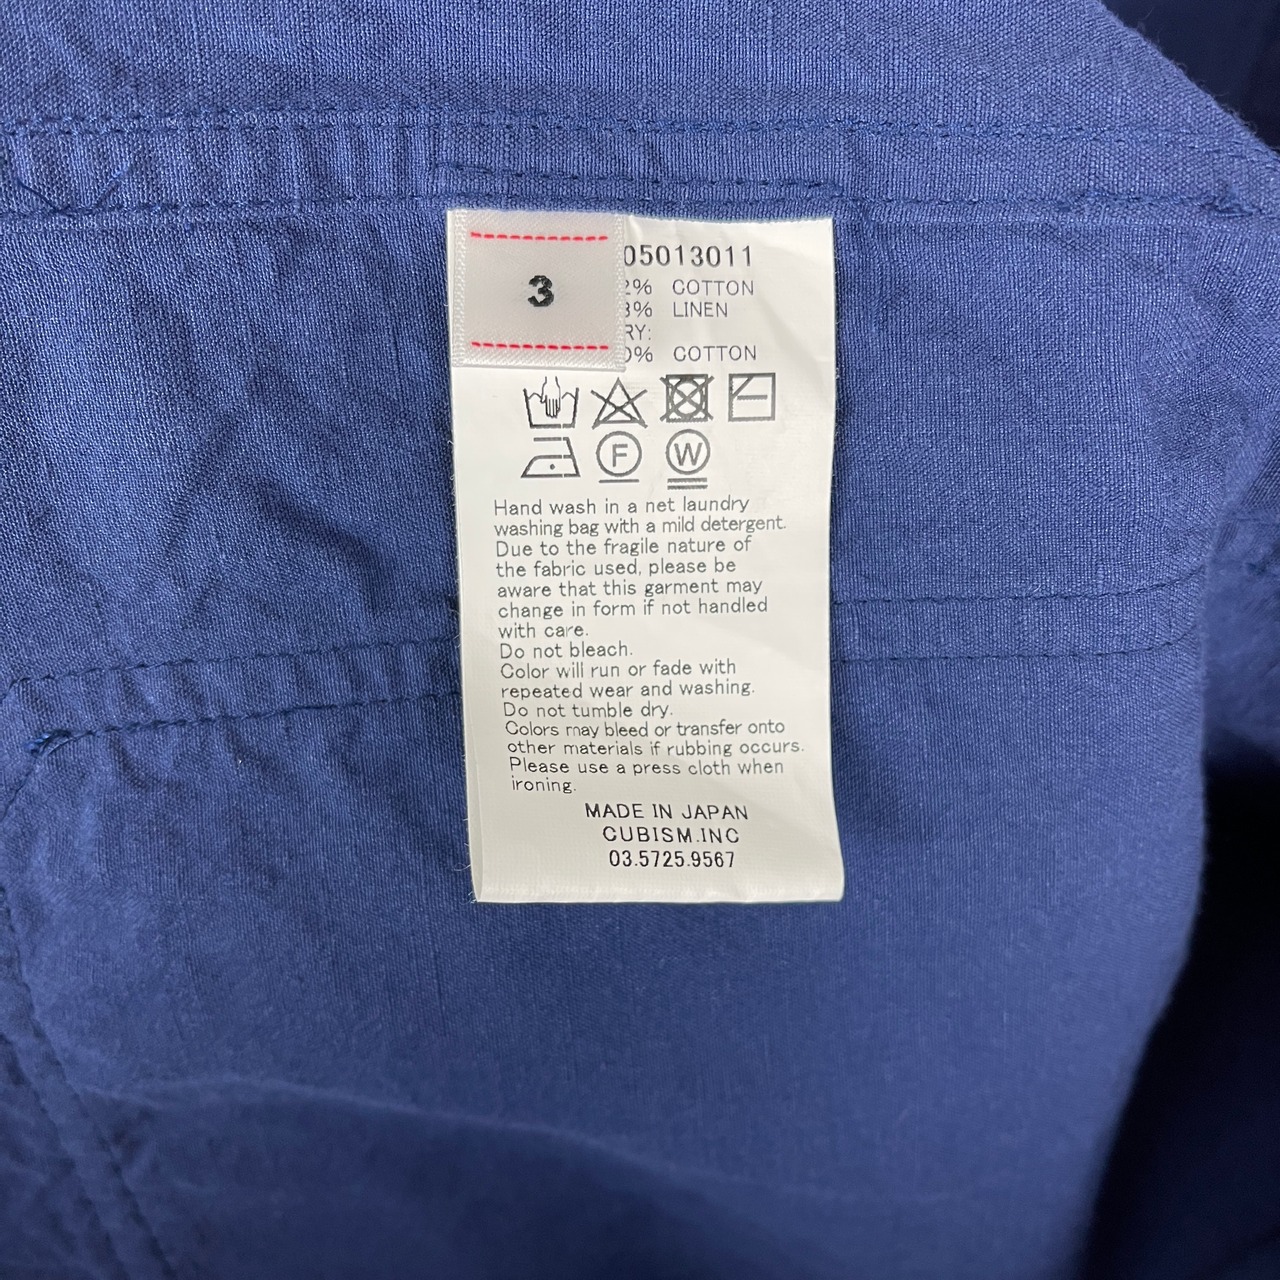 3
05013011
% COTTON
% LINEN
RY:
0% COTTON
F
W
Hand wash in a net laundry
washing bag with a mild detergent.
Due to the fragile nature of
the fabric used, please be
aware that this garment may
change in form if not handled
with care.
Do not bleach.
Color will run or fade with
repeated wear and washing.
Do not tumble dry.
Colors may bleed or transfer onto
other materials if rubbing occurs.
Please use a press cloth when
ironing.
MADE IN JAPAN
CUBISM.INC
03.5725.9567